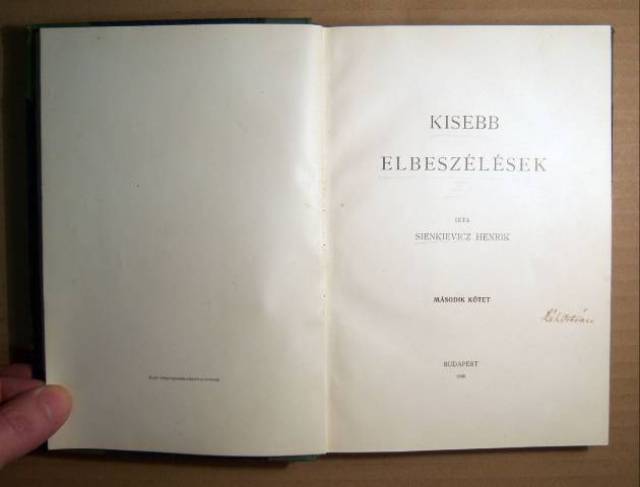 KISEBB
ELBESZÉLÉSEK
IRTA
SIENKIEVICZ HENRIK
MÁSODIK KÖTET
BUDAPEST